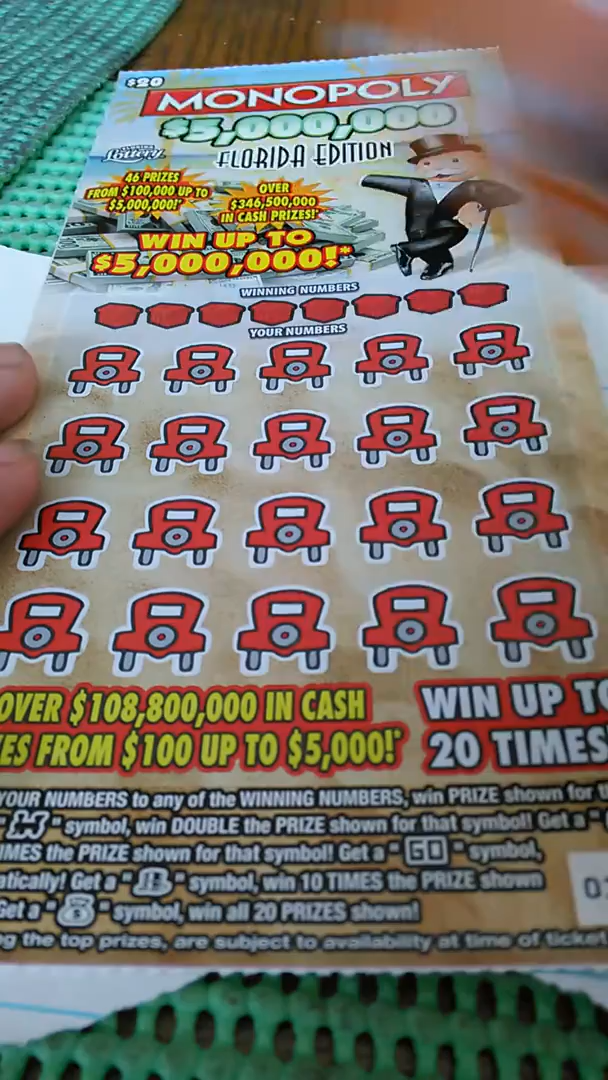 $20
MONOPOLY
$5,000,000
FLORIDA EDITION
Lottery
46 PRIZES
FROM $100,000 UP TO
$5,000,000!*
OVER
$346,500,000
IN CASH PRIZES!*
WIN UP TO
$5,000,000!*
WINNING NUMBERS
YOUR NUMBERS
OVER $108,800,000 IN CASH
ES FROM $100 UP TO $5,000!*
WIN UP TO
20 TIMES
YOUR NUMBERS to any of the WINNING NUMBERS, win PRIZE shown for
" " symbol, win DOUBLE the PRIZE shown for that symbol! Get a "
IMES the PRIZE shown for that symbol! Get a " GO " symbol,
atically! Get a " " symbol, win 10 TIMES the PRIZE shown
Get a " " symbol, win all 20 PRIZES shown!
g the top prizes, are subject to availability at time of ticket